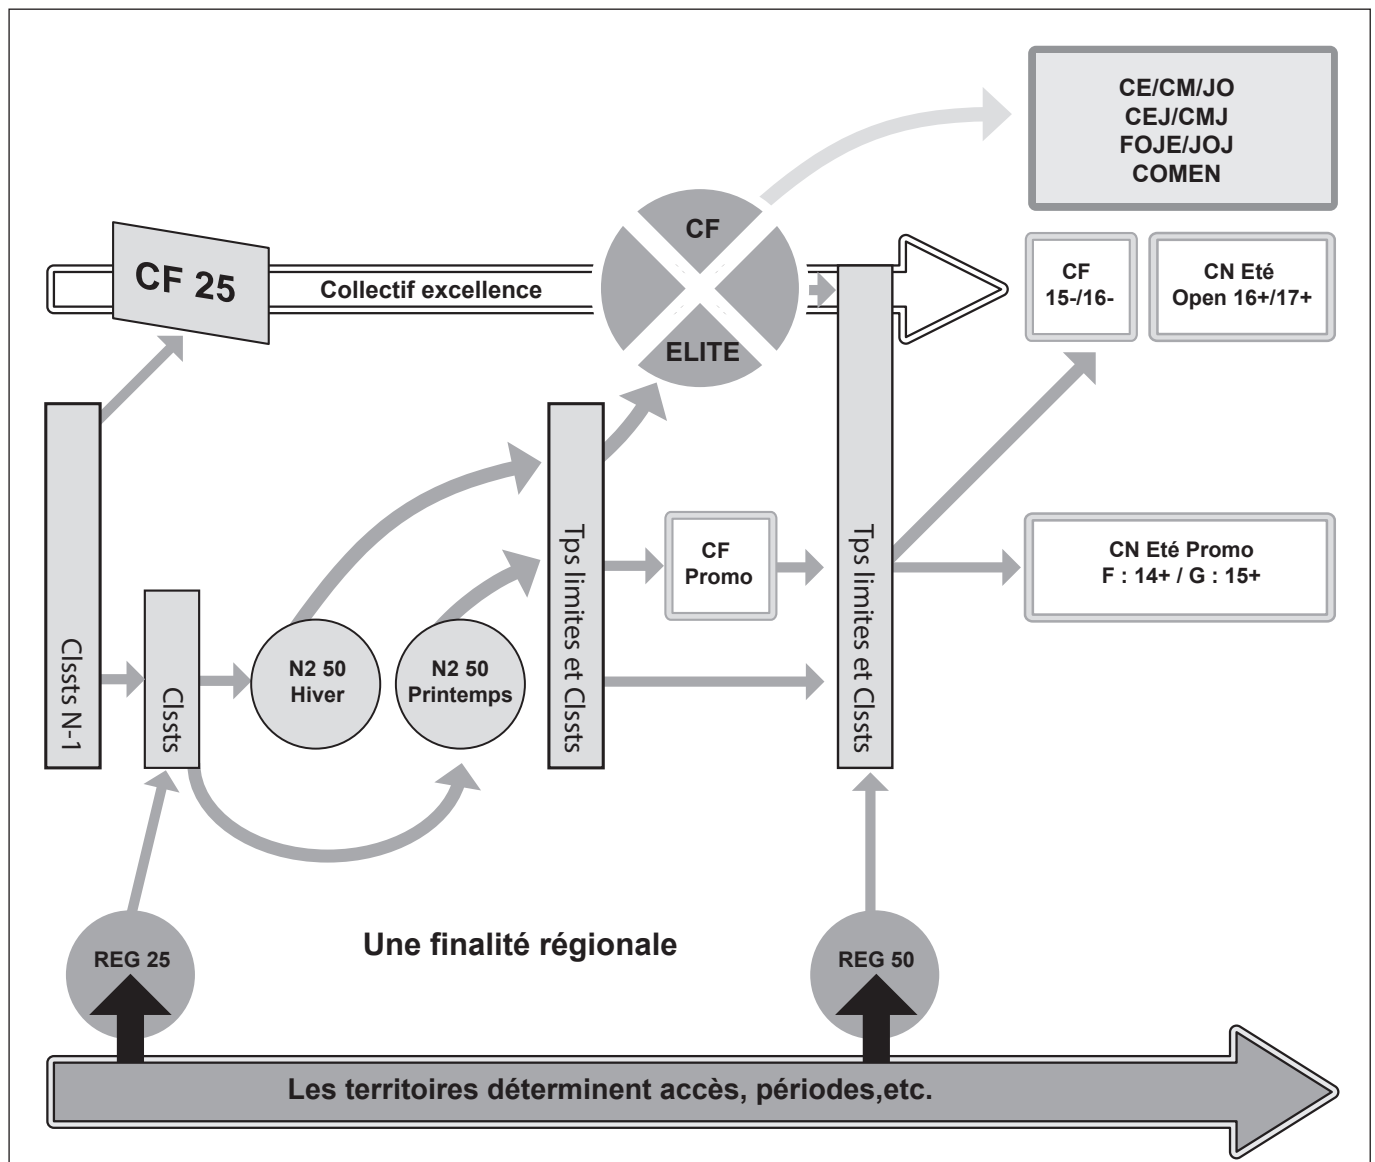 CE/CM/JO
CEJ/CMJ
FOJE/JOJ
COMEN
CF
CF 25
Collectif excellence
ELITE
CF
15-/16-
CN Eté
Open 16+/17+
Clssts N-1
Clssts
N2 50
Hiver
N2 50
Printemps
Tps limites et Clssts
CF
Promo
Tps limites et Clssts
CN Eté Promo
F : 14+ / G : 15+
REG 25
Une finalité régionale
REG 50
Les territoires déterminent accès, périodes,etc.